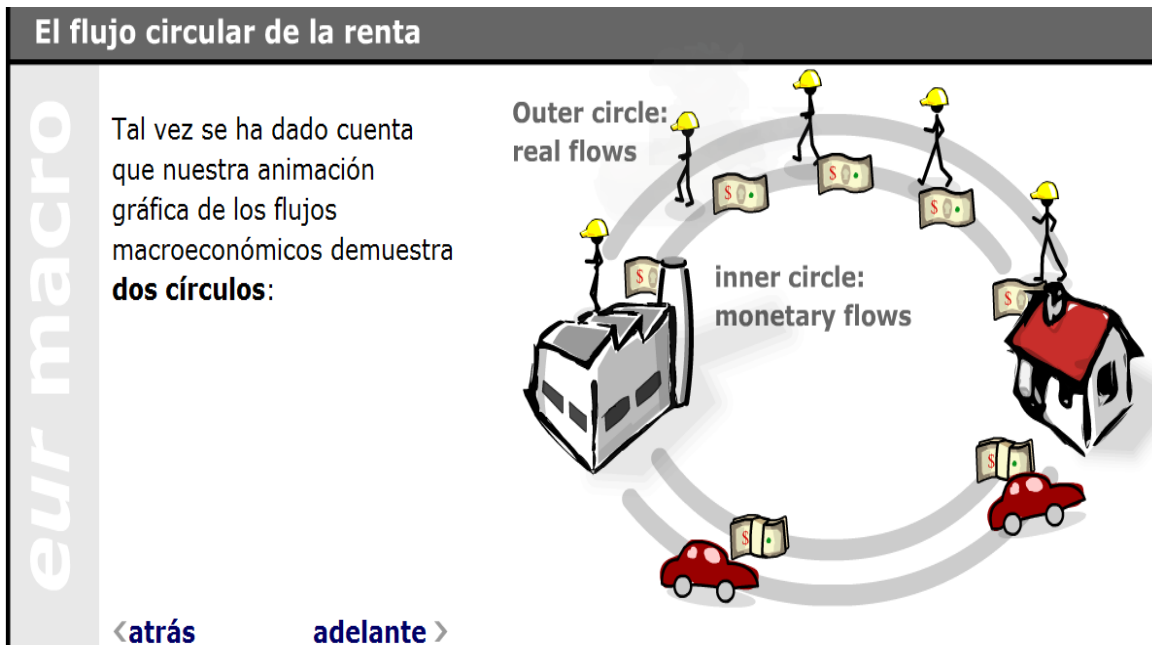 El flujo circular de la renta
eur macro
Tal vez se ha dado cuenta
que nuestra animación
gráfica de los flujos
macroeconómicos demuestra
dos círculos:
Outer circle:
real flows
inner circle:
monetary flows
$
$
$
$
$
$
$
‹atrás
adelante ›